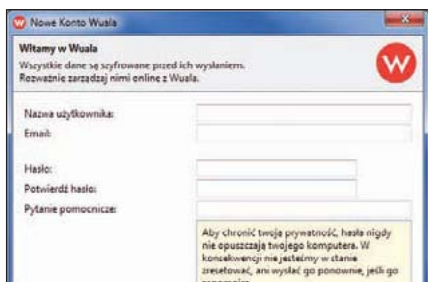 Nowe Konto Wuala
Witamy w Wuala
Wszystkie dane są szyfrowane przed ich wysłaniem.
Rozważnie zarządzaj nimi online z Wuala.
Nazwa użytkownika:
Email:
Hasło:
Potwierdź hasło:
Pytanie pomocnicze:
Aby chronić twoją prywatność, hasła nigdy
nie opuszczają twojego komputera. W
konsekwencji nie jesteśmy w stanie
zresetować, ani wysłać go ponownie, jeśli go